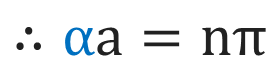 ∴ αa = nπ